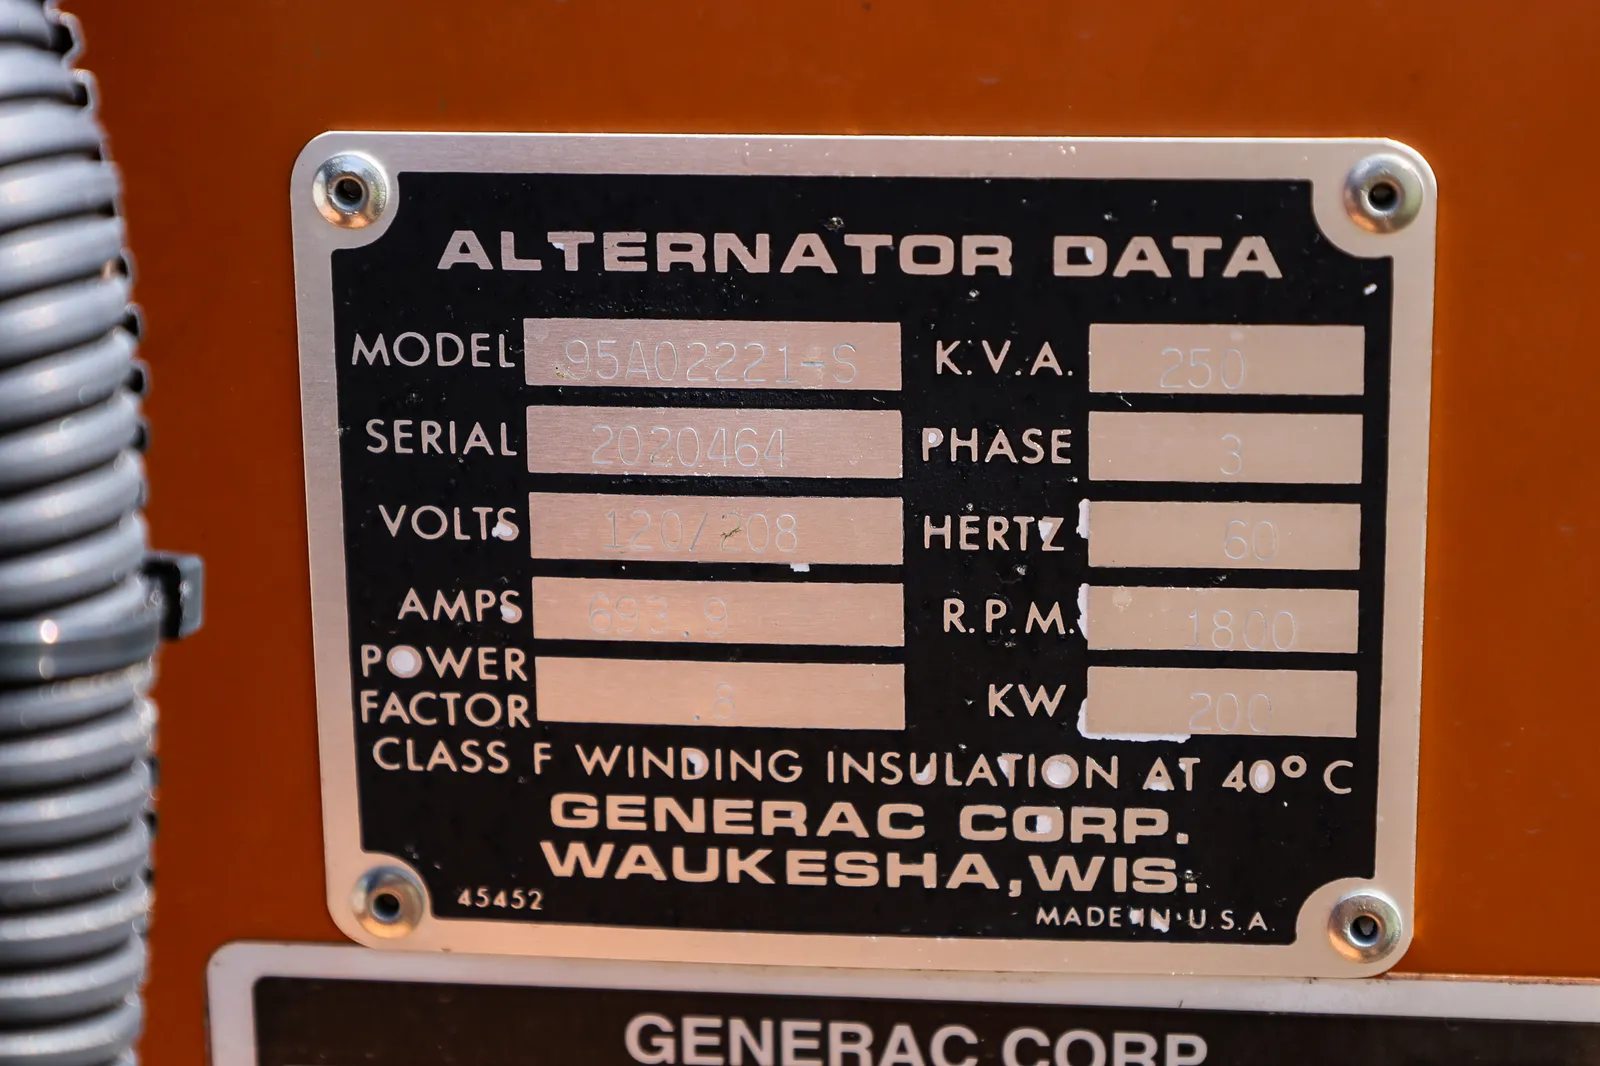 ALTERNATOR DATA
MODEL 95A02221-S K.V.A. 250
SERIAL 2020464 PHASE 3
VOLTS 120/208 HERTZ 60
AMPS 693.9 R.P.M. 1800
POWER FACTOR .8 KW 200
CLASS F WINDING INSULATION AT 40° C
GENERAC CORP.
WAUKESHA, WIS.
45452 MADE IN U.S.A.
GENERAC CORP